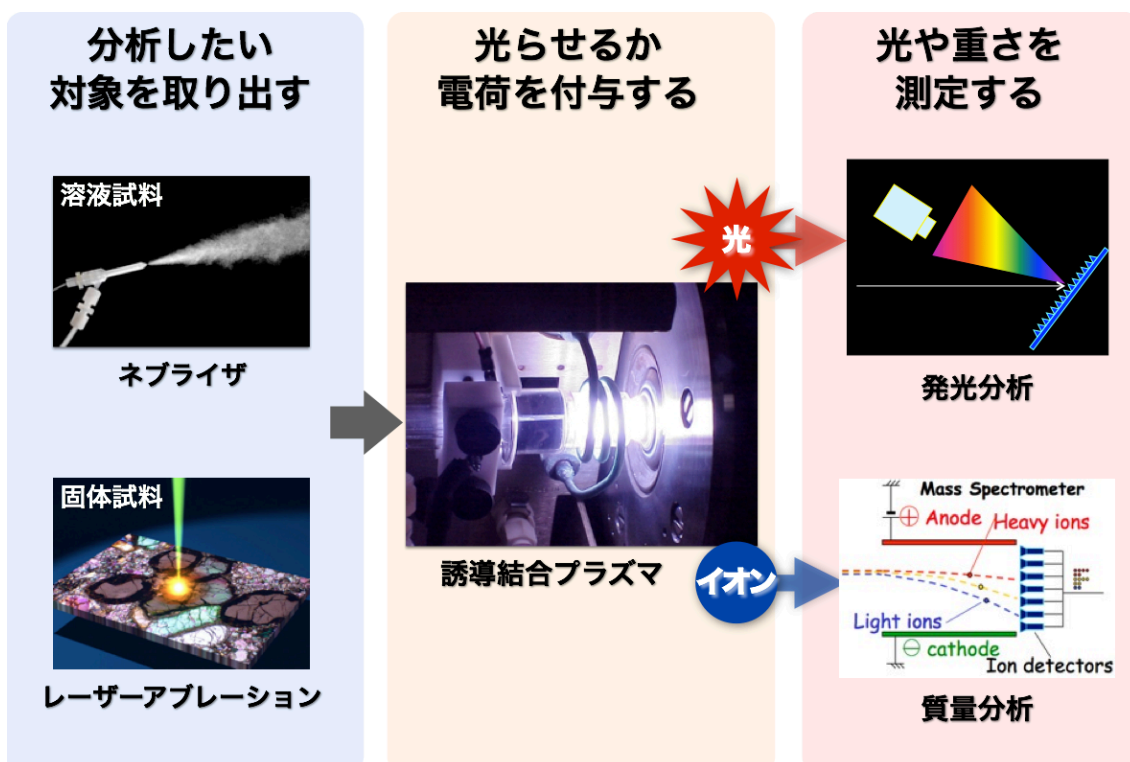 分析したい
対象を取り出す
溶液試料
ネブライザ
固体試料
レーザーアブレーション
光らせるか
電荷を付与する
光
誘導結合プラズマ
イオン
光や重さを
測定する
発光分析
Mass Spectrometer
⊕ Anode
Heavy ions
Light ions
⊖ cathode
Ion detectors
質量分析